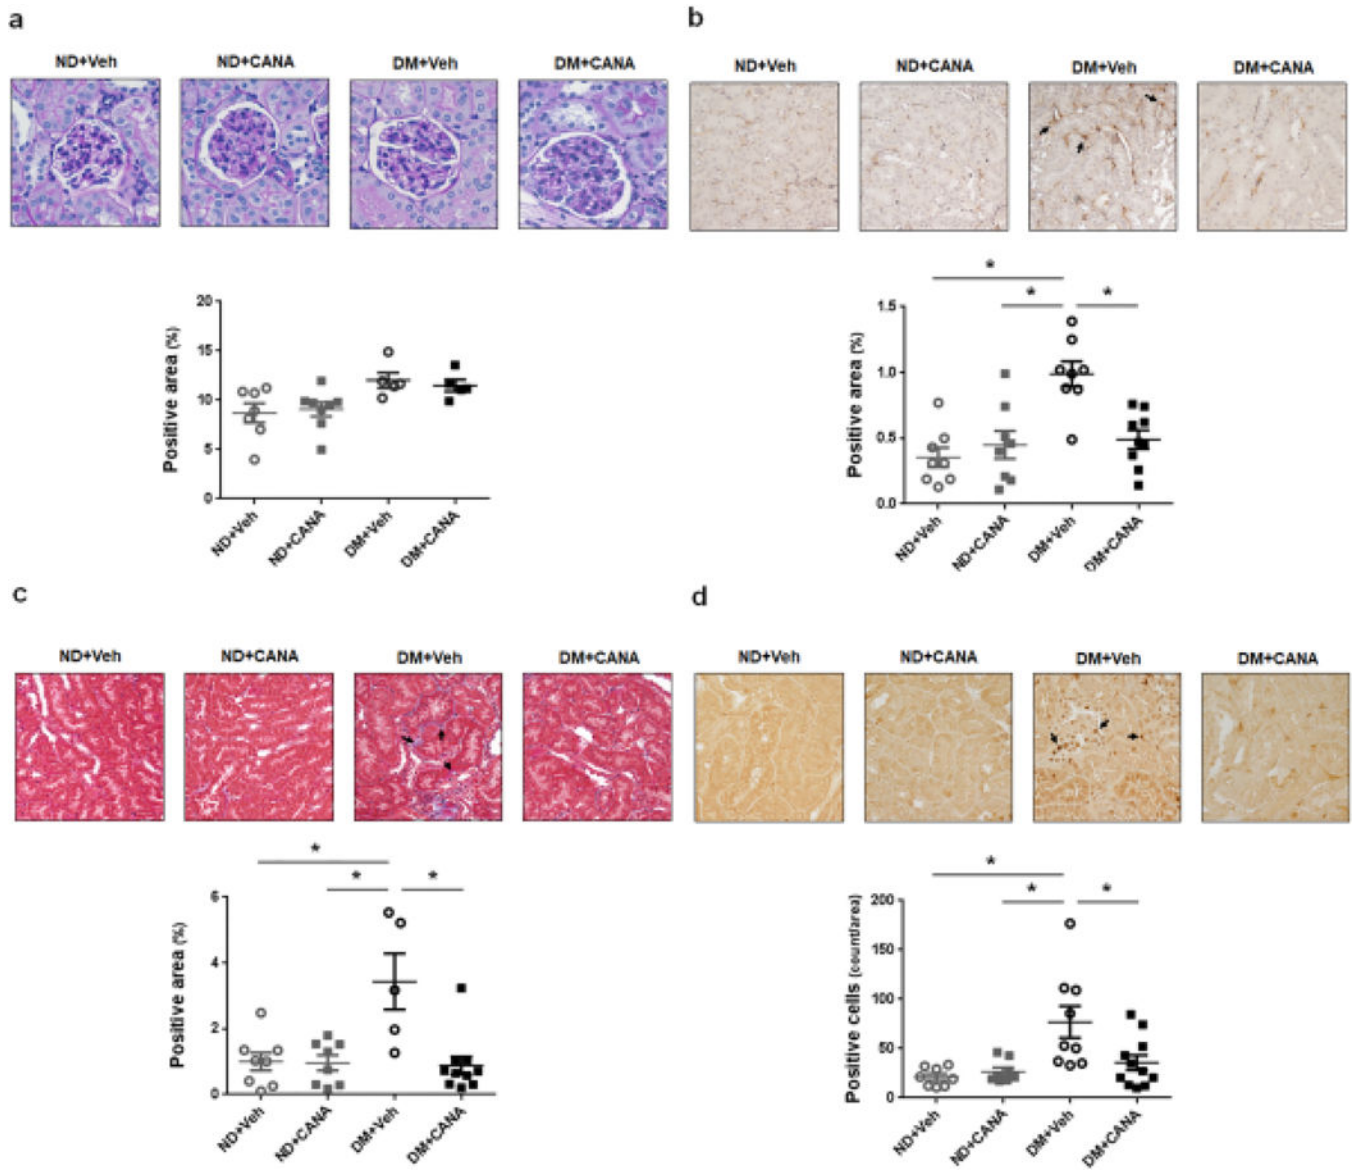 a
ND+Veh
ND+CANA
DM+Veh
DM+CANA
Positive area (%)
20
15
10
5
0
ND+Veh
ND+CANA
DM+Veh
DM+CANA
b
ND+Veh
ND+CANA
DM+Veh
DM+CANA
*
*
*
Positive area (%)
1.5
1.0
0.5
0.0
ND+Veh
ND+CANA
DM+Veh
DM+CANA
c
ND+Veh
ND+CANA
DM+Veh
DM+CANA
*
*
*
Positive area (%)
6
4
2
0
ND+Veh
ND+CANA
DM+Veh
DM+CANA
d
ND+Veh
ND+CANA
DM+Veh
DM+CANA
*
*
*
Positive cells (count/area)
200
150
100
50
0
ND+Veh
ND+CANA
DM+Veh
DM+CANA